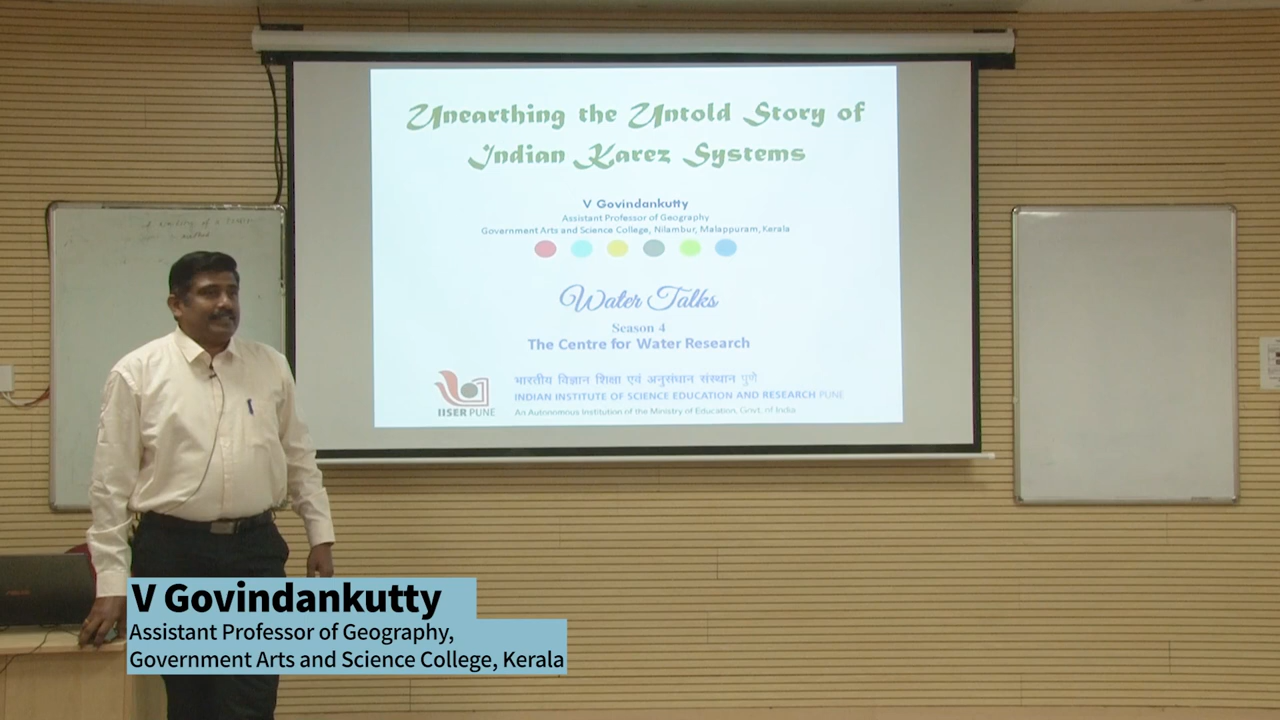 Unearthing the Untold Story of
Indian Karez Systems
V Govindankutty
Assistant Professor of Geography
Government Arts and Science College, Nilambur, Malappuram, Kerala
Water Talks
Season 4
The Centre for Water Research
IISER PUNE
भारतीय विज्ञान शिक्षा एवं अनुसंधान संस्थान पुणे
INDIAN INSTITUTE OF SCIENCE EDUCATION AND RESEARCH PUNE
An Autonomous Institution of the Ministry of Education, Govt. of India
V Govindankutty
Assistant Professor of Geography,
Government Arts and Science College, Kerala